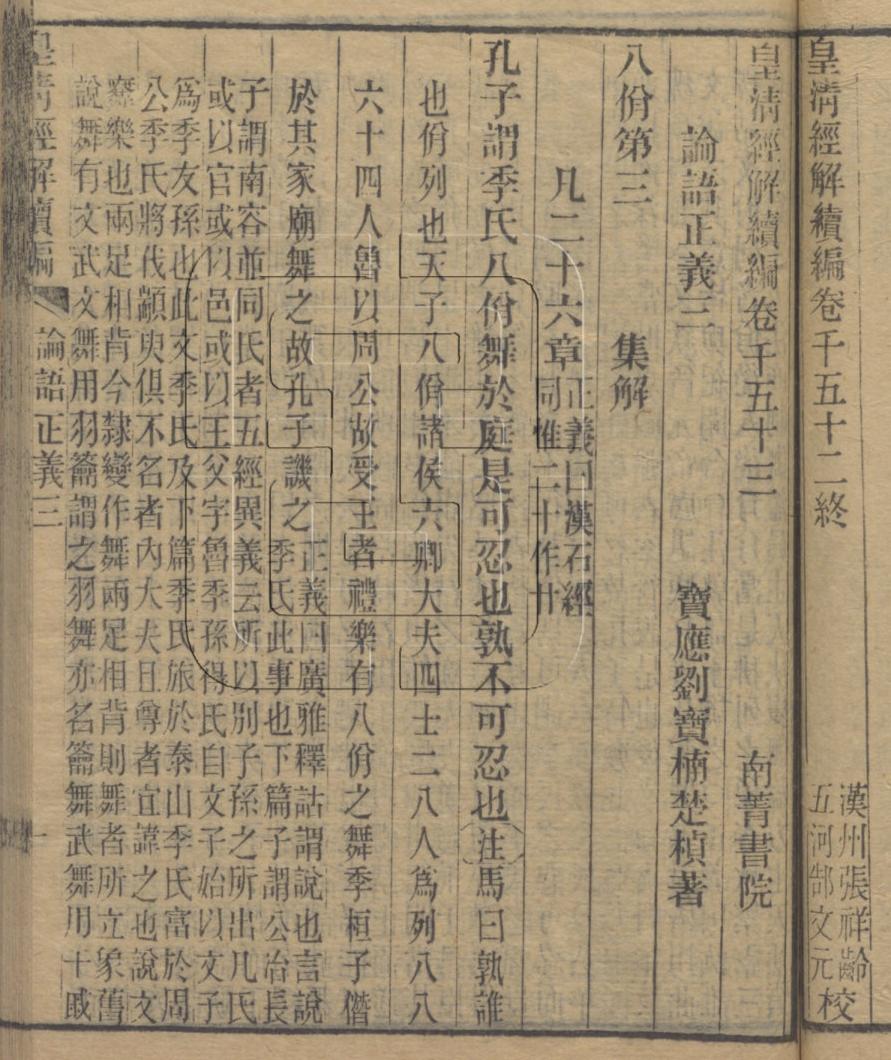 皇清經解續編卷千五十二終
漢州張祥齡
五河郜文元校
皇清經解續編卷千五十三
南菁書院
論語正義三
寶應劉寶楠楚楨著
八佾第三
集解
凡二十六章
正義曰漢石經
同惟二十作廿
孔子謂季氏八佾舞於庭是可忍也孰不可忍也注馬曰孰誰
也佾列也天子八佾諸侯六卿大夫四士二八人爲列八八
六十四人魯以周公故受王者禮樂有八佾之舞季桓子僭
於其家廟舞之故孔子譏之
正義曰廣雅釋詁謂說也言說
季氏此事也下篇子謂公冶長
子謂南容並同氏者五經異義云所以別子孫之所出凡氏
或以官或以邑或以王父字魯季孫得氏自文子始以文子
爲季友孫也此文季氏及下篇季氏旅於泰山季氏富於周
公季氏將伐顓臾俱不名者內大夫且尊者宜諱之也說文
䑞樂也兩足相背今隸變作舞兩足相背則舞者所立象舊
說舞有文武文舞用羽籥謂之羽舞亦名籥舞武舞用干戚
皇清經解續編
論語正義三
一